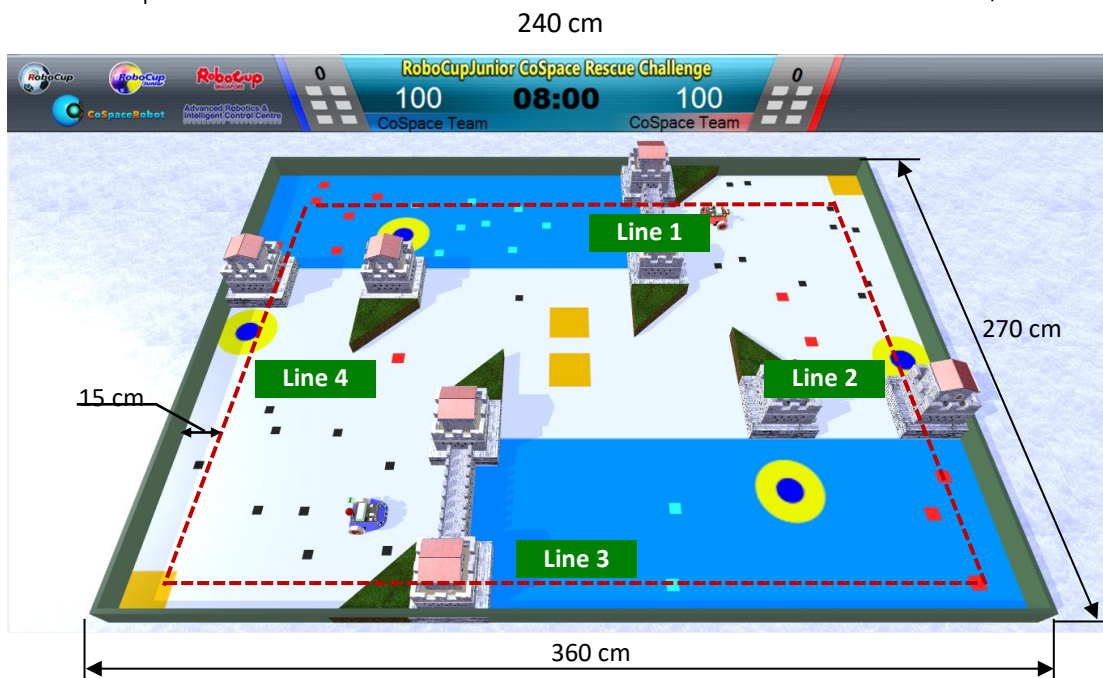 240 cm
RoboCup
RoboCup
Junior
RoboCup
SINGAPORE
CoSpaceRobot
Advanced Robotics &
Intelligent Control Centre
0
RoboCupJunior CoSpace Rescue Challenge
0
100
08:00
100
CoSpace Team
CoSpace Team
Line 1
270 cm
Line 4
Line 2
15 cm
Line 3
360 cm